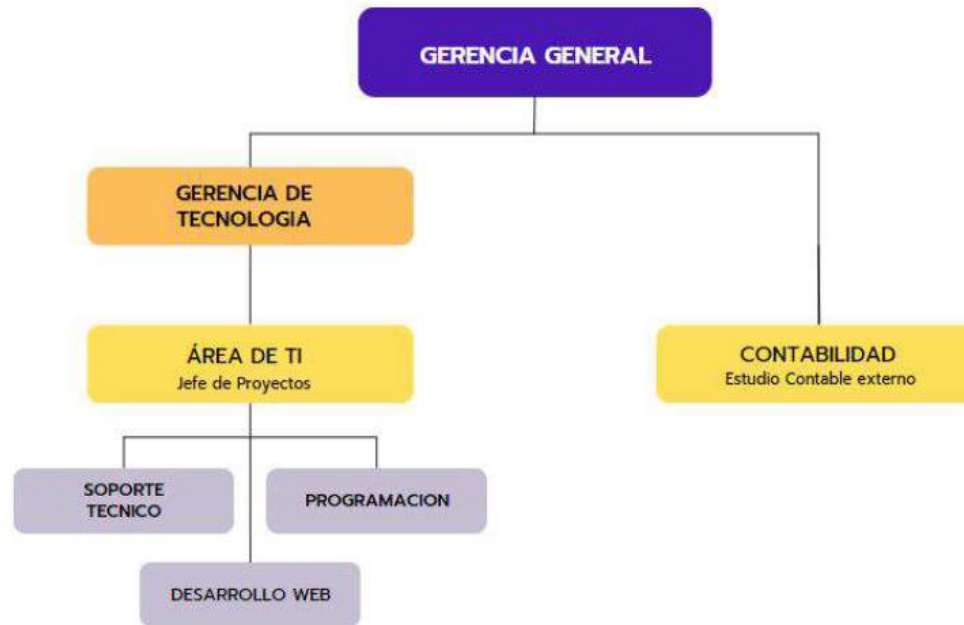 GERENCIA GENERAL
GERENCIA DE
TECNOLOGIA
ÁREA DE TI
Jefe de Proyectos
CONTABILIDAD
Estudio Contable externo
SOPORTE
TECNICO
PROGRAMACION
DESARROLLO WEB